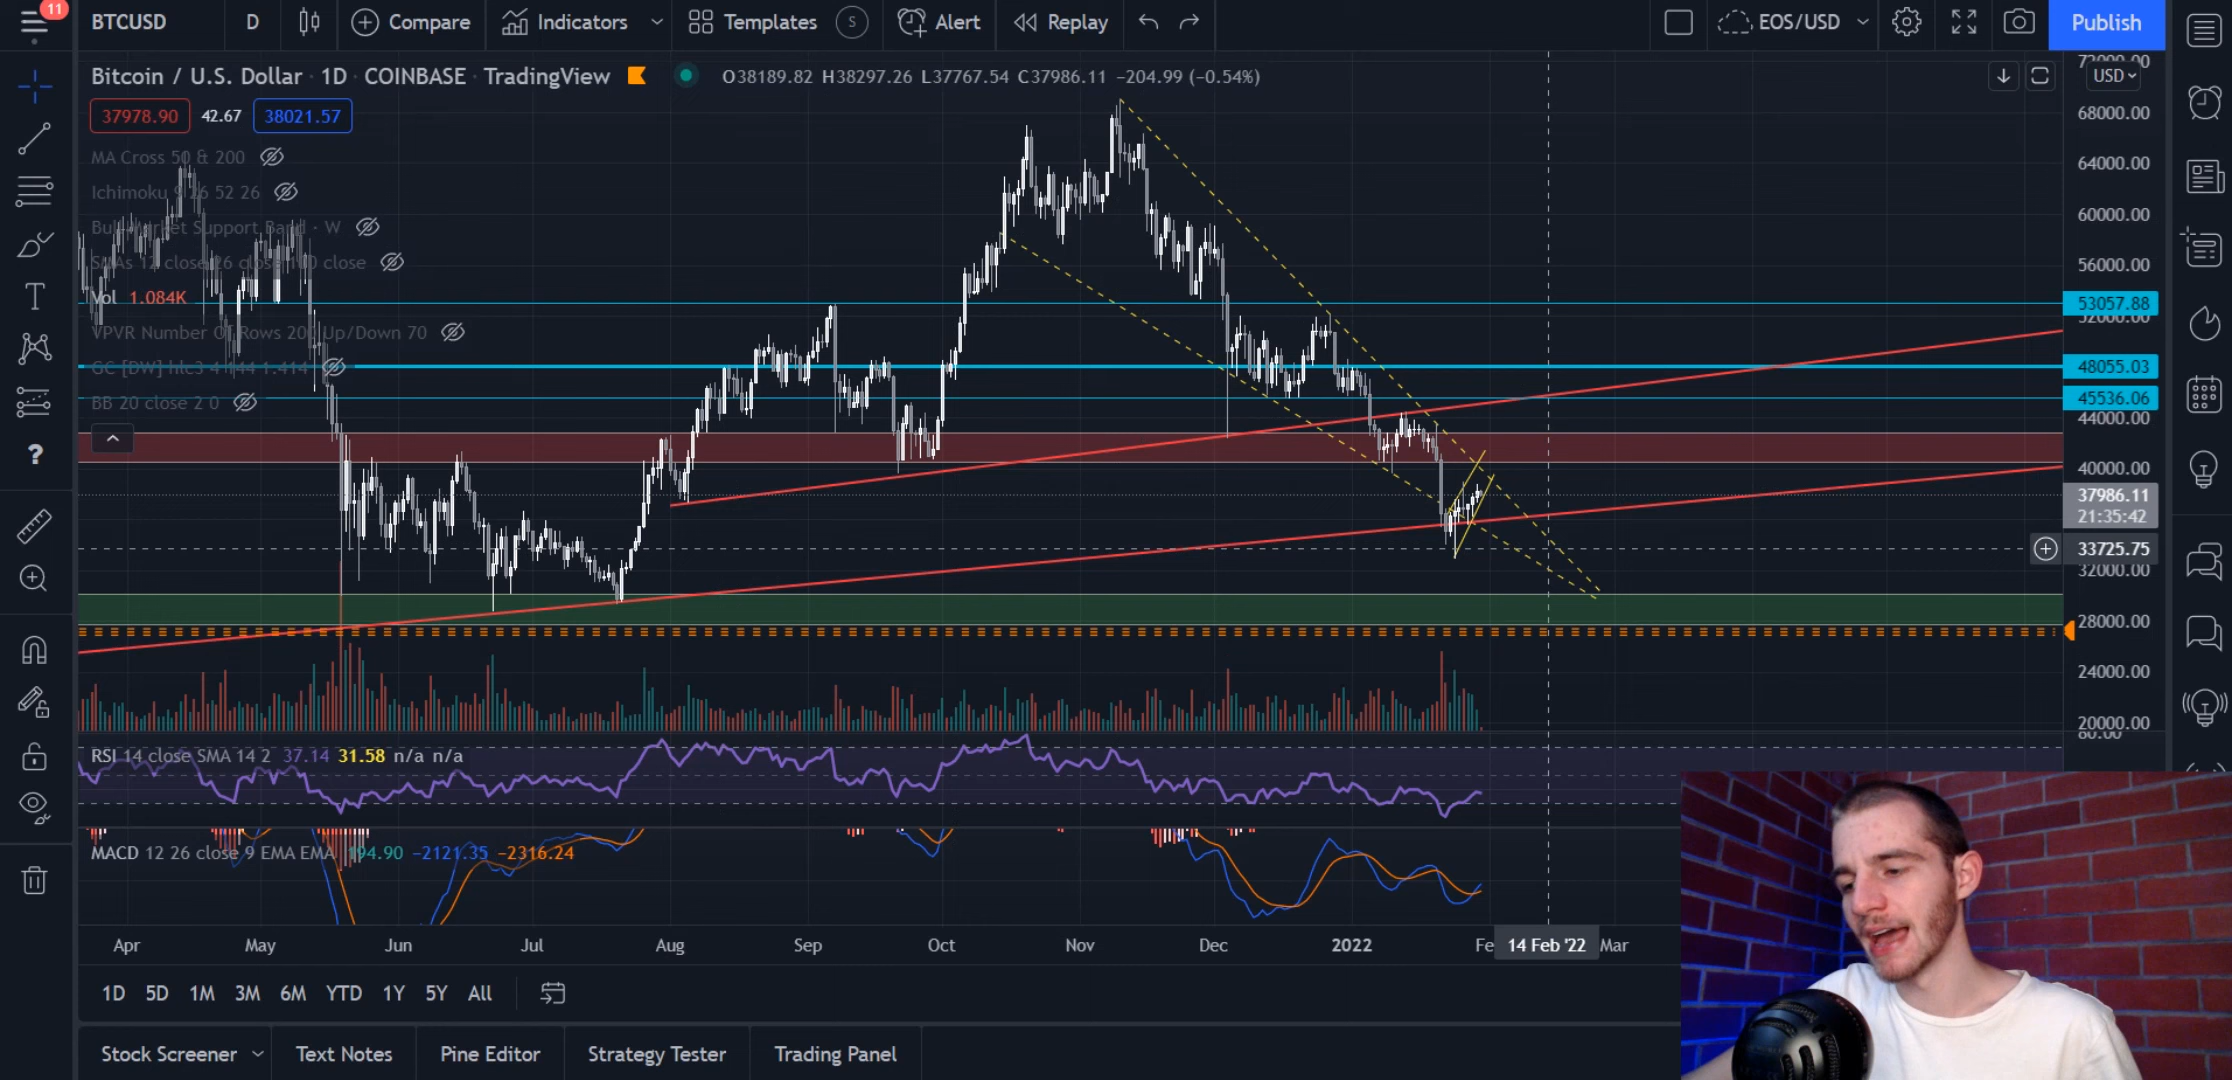 11
BTCUSD D Compare Indicators Templates S Alert Replay EOS/USD Publish
Bitcoin / U.S. Dollar · 1D · COINBASE · TradingView O38189.82 H38297.26 L37767.54 C37986.11 −204.99 (−0.54%)
USD
37978.90 42.67 38021.57
MA Cross 50 & 200
Ichimoku 9 26 52 26
Bull Market Support Band · W
SMAs 12 close 26 close 100 close
Vol 1.084K
VPVR Number Of Rows 200 Up/Down 70
GC [DW] hlc3 4 144 1.414
BB 20 close 2 0
72000.00
68000.00
64000.00
60000.00
56000.00
53057.88
52000.00
48055.03
45536.06
44000.00
40000.00
37986.11
21:35:42
33725.75
32000.00
28000.00
24000.00
20000.00
80.00
RSI 14 close SMA 14 2 37.14 31.58 n/a n/a
MACD 12 26 close 9 EMA EMA 194.90 −2121.35 −2316.24
Apr May Jun Jul Aug Sep Oct Nov Dec 2022 Fe 14 Feb '22 Mar
1D 5D 1M 3M 6M YTD 1Y 5Y All
Stock Screener Text Notes Pine Editor Strategy Tester Trading Panel